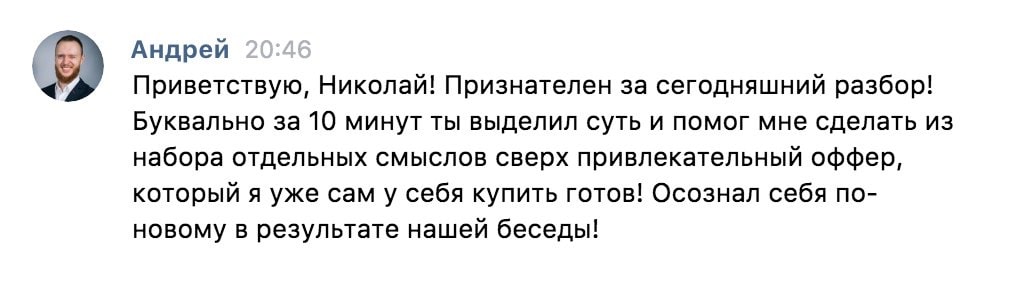 Андрей 20:46
Приветствую, Николай! Признателен за сегодняшний разбор!
Буквально за 10 минут ты выделил суть и помог мне сделать из
набора отдельных смыслов сверх привлекательный оффер,
который я уже сам у себя купить готов! Осознал себя по-
новому в результате нашей беседы!